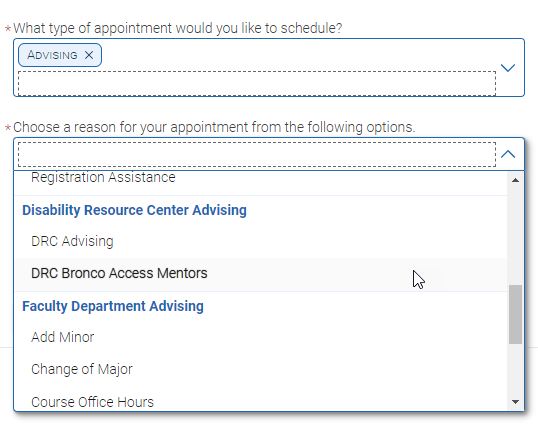 * What type of appointment would you like to schedule?
ADVISING ×
* Choose a reason for your appointment from the following options.
Registration Assistance
Disability Resource Center Advising
DRC Advising
DRC Bronco Access Mentors
Faculty Department Advising
Add Minor
Change of Major
Course Office Hours